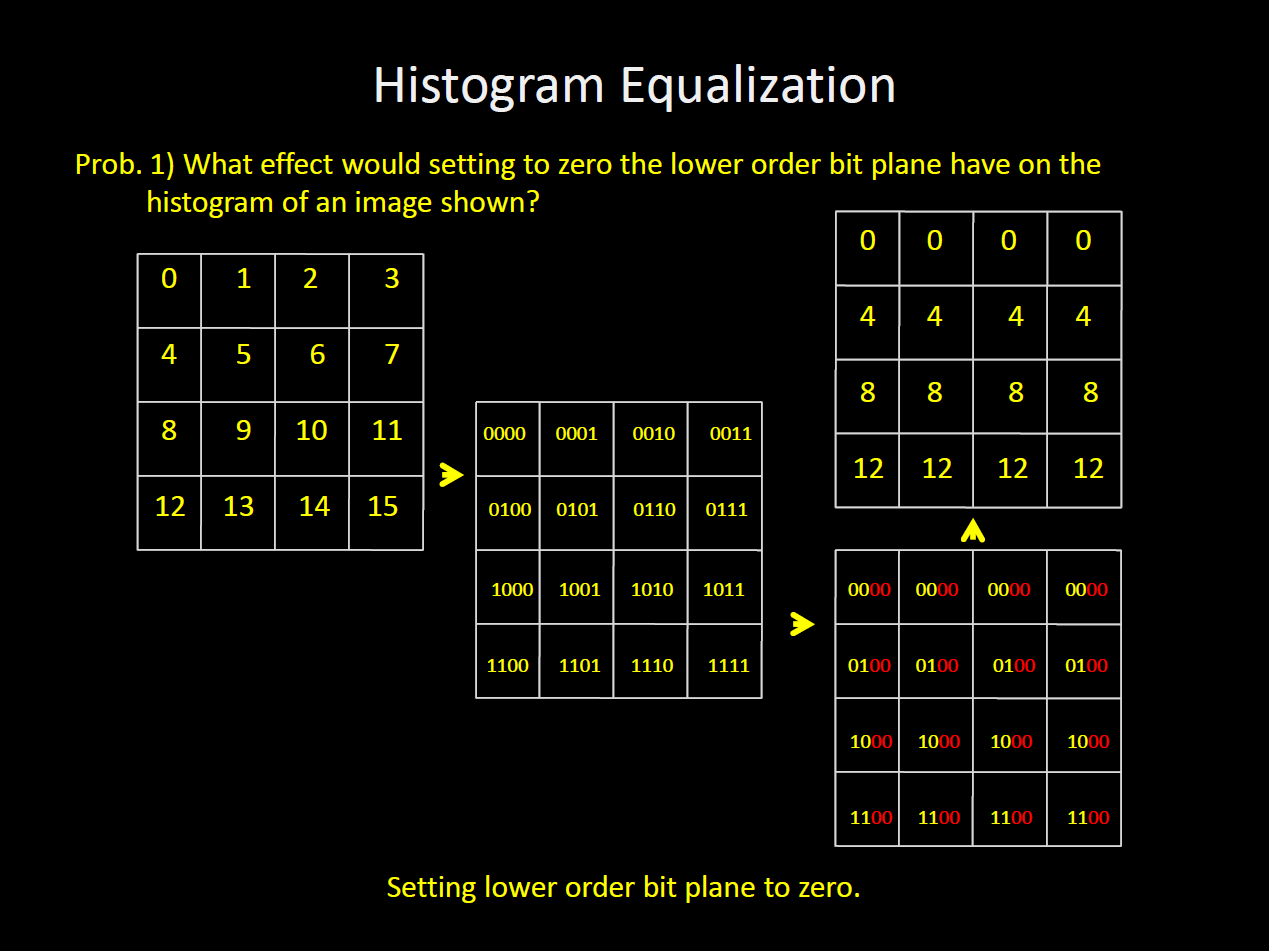 Histogram Equalization
Prob. 1) What effect would setting to zero the lower order bit plane have on the
histogram of an image shown?
0 1 2 3
4 5 6 7
8 9 10 11
12 13 14 15
0000 0001 0010 0011
0100 0101 0110 0111
1000 1001 1010 1011
1100 1101 1110 1111
0 0 0 0
4 4 4 4
8 8 8 8
12 12 12 12
0000 0000 0000 0000
0100 0100 0100 0100
1000 1000 1000 1000
1100 1100 1100 1100
Setting lower order bit plane to zero.